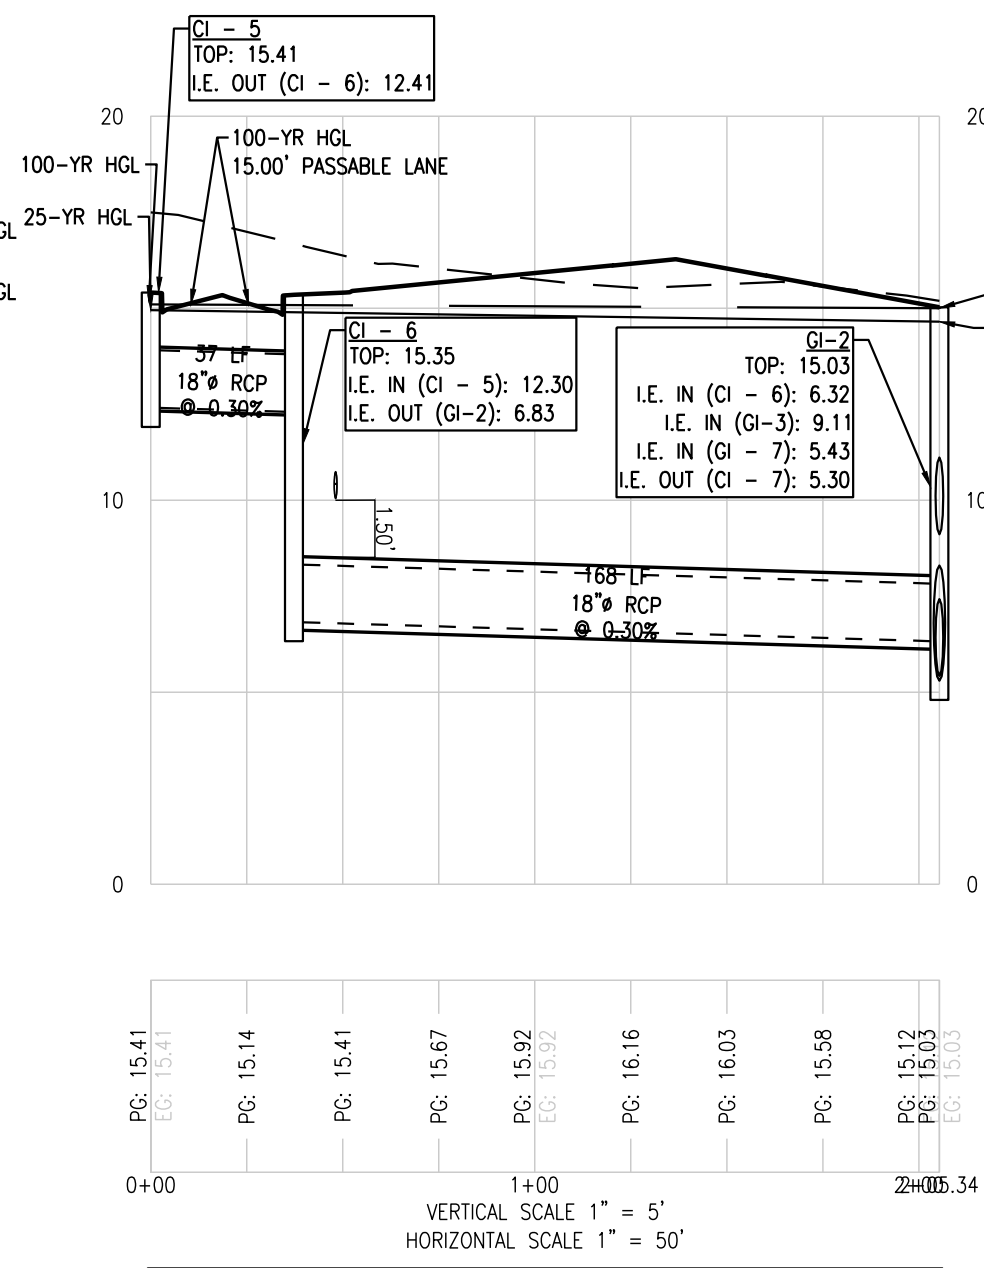 CI - 5
TOP: 15.41
I.E. OUT (CI - 6): 12.41
20
20
100-YR HGL
15.00' PASSABLE LANE
100-YR HGL
25-YR HGL
GL
GL
CI - 6
TOP: 15.35
I.E. IN (CI - 5): 12.30
I.E. OUT (GI-2): 6.83
GI-2
TOP: 15.03
I.E. IN (CI - 6): 6.32
I.E. IN (GI-3): 9.11
I.E. IN (GI - 7): 5.43
I.E. OUT (CI - 7): 5.30
37 LF
18"ø RCP
@ 0.30%
10
10
1.50'
168 LF
18"ø RCP
@ 0.30%
0
0
PG: 15.41
EG: 15.41
PG: 15.14
PG: 15.41
PG: 15.67
PG: 15.92
EG: 15.92
PG: 16.16
PG: 16.03
PG: 15.58
PG: 15.12
PG: 15.03
EG: 15.03
0+00
1+00
2+00
2+05.34
VERTICAL SCALE 1" = 5'
HORIZONTAL SCALE 1" = 50'